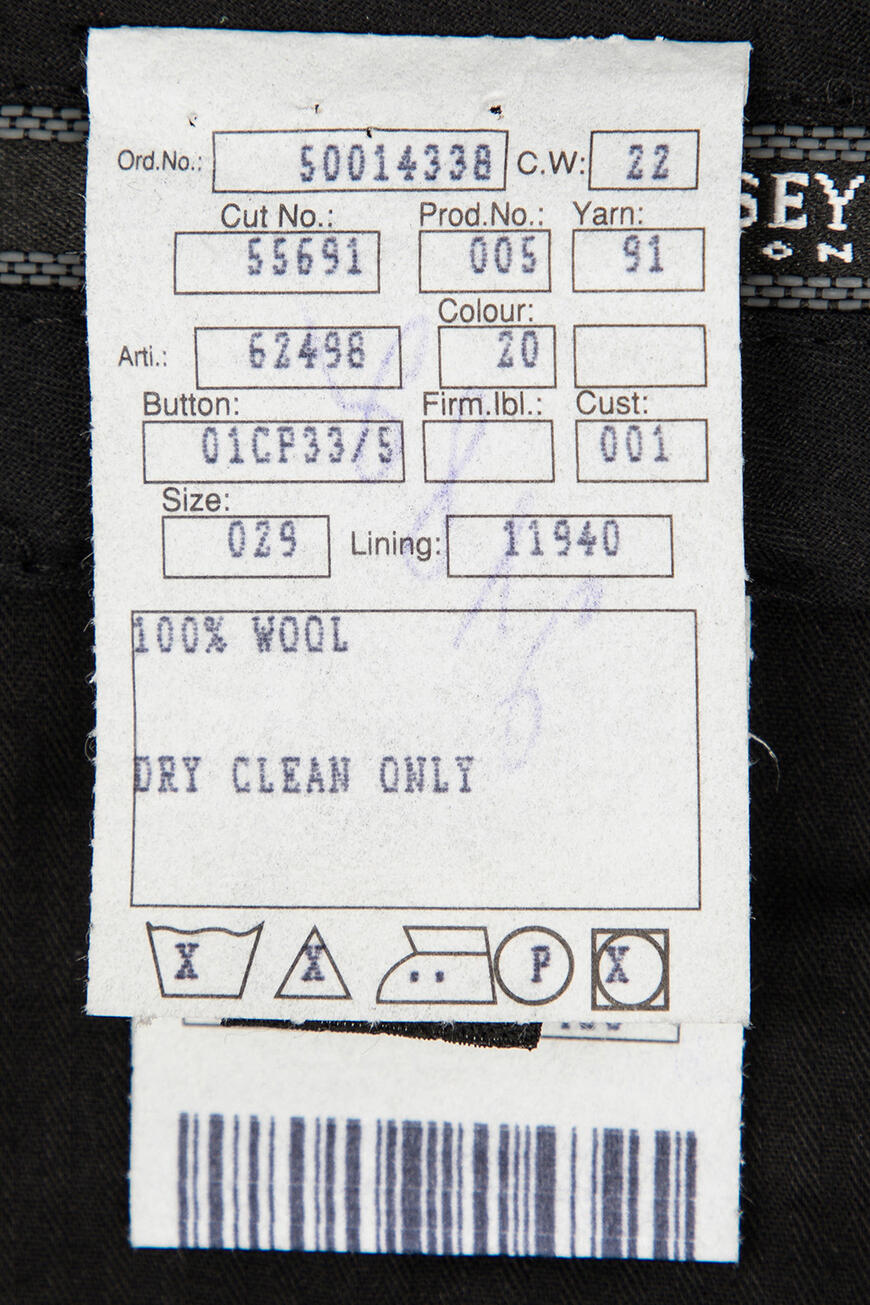 Ord.No.: 50014338 C.W: 22
Cut No.: Prod.No.: Yarn:
55691 005 91
Colour:
Arti.: 62498 20
Button: Firm.lbl.: Cust:
01CP33/5 001
Size:
029 Lining: 11940
100% WOOL
DRY CLEAN ONLY
X X P X
SEY
ON